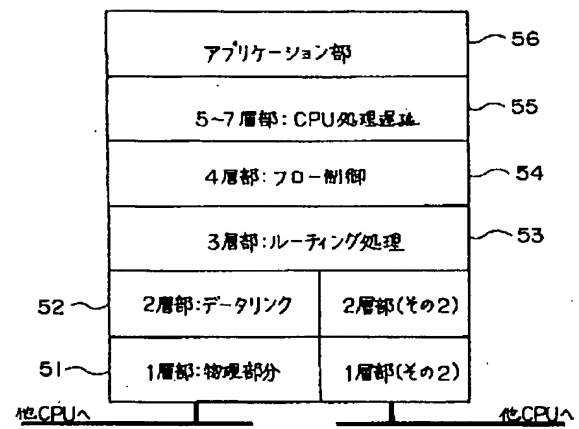 アプリケーション部 56
5~7層部:CPU処理遅延 55
4層部:フロー制御 54
3層部:ルーティング処理 53
52 2層部:データリンク 2層部(その2)
51 1層部:物理部分 1層部(その2)
他CPUへ 他CPUへ